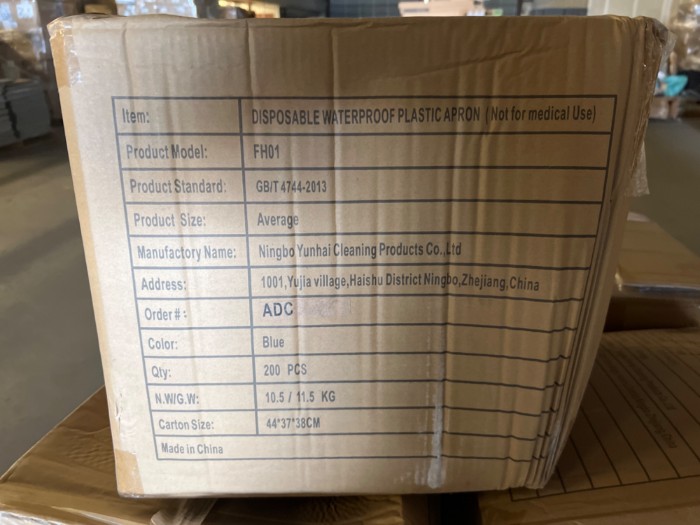 Item: DISPOSABLE WATERPROOF PLASTIC APRON (Not for medical Use)
Product Model: FH01
Product Standard: GB/T 4744-2013
Product Size: Average
Manufactory Name: Ningbo Yunhai Cleaning Products Co.,Ltd
Address: 1001,Yujia village,Haishu District Ningbo,Zhejiang,China
Order#: ADC
Color: Blue
Qty: 200 PCS
N.W/G.W: 10.5 / 11.5 KG
Carton Size: 44*37*38CM
Made in China